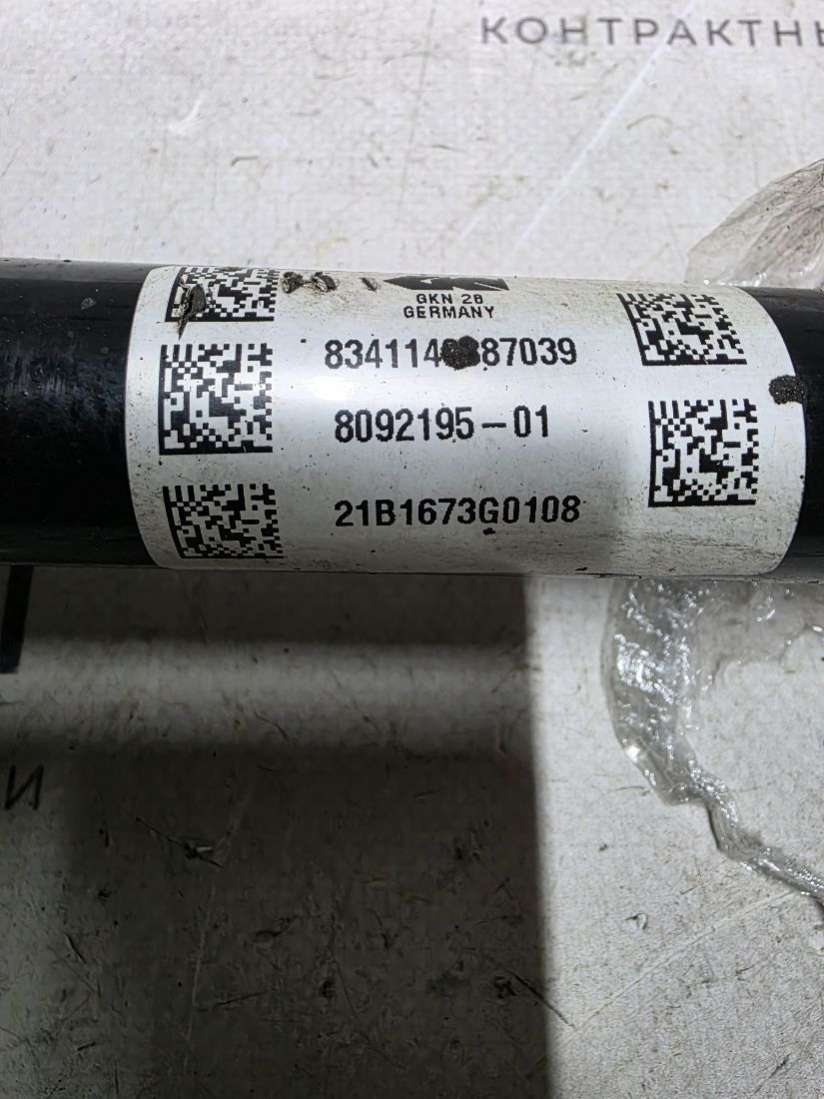 КОНТРАКТНЫ
GKN 28
GERMANY
8092195-01
21B1673G0108
И